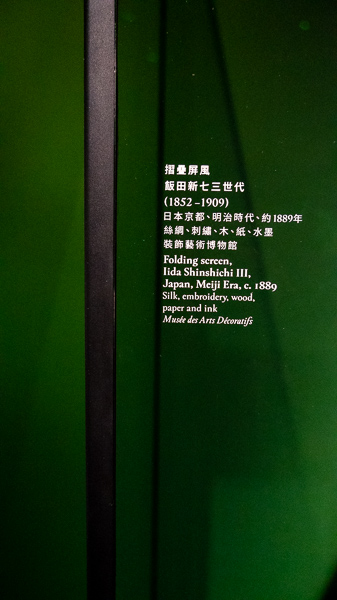 摺疊屏風
飯田新七三世代
(1852–1909)
日本京都、明治時代、約1889年
絲綢、刺繡、木、紙、水墨
裝飾藝術博物館
Folding screen,
Iida Shinshichi III,
Japan, Meiji Era, c. 1889
Silk, embroidery, wood,
paper and ink
Musée des Arts Décoratifs